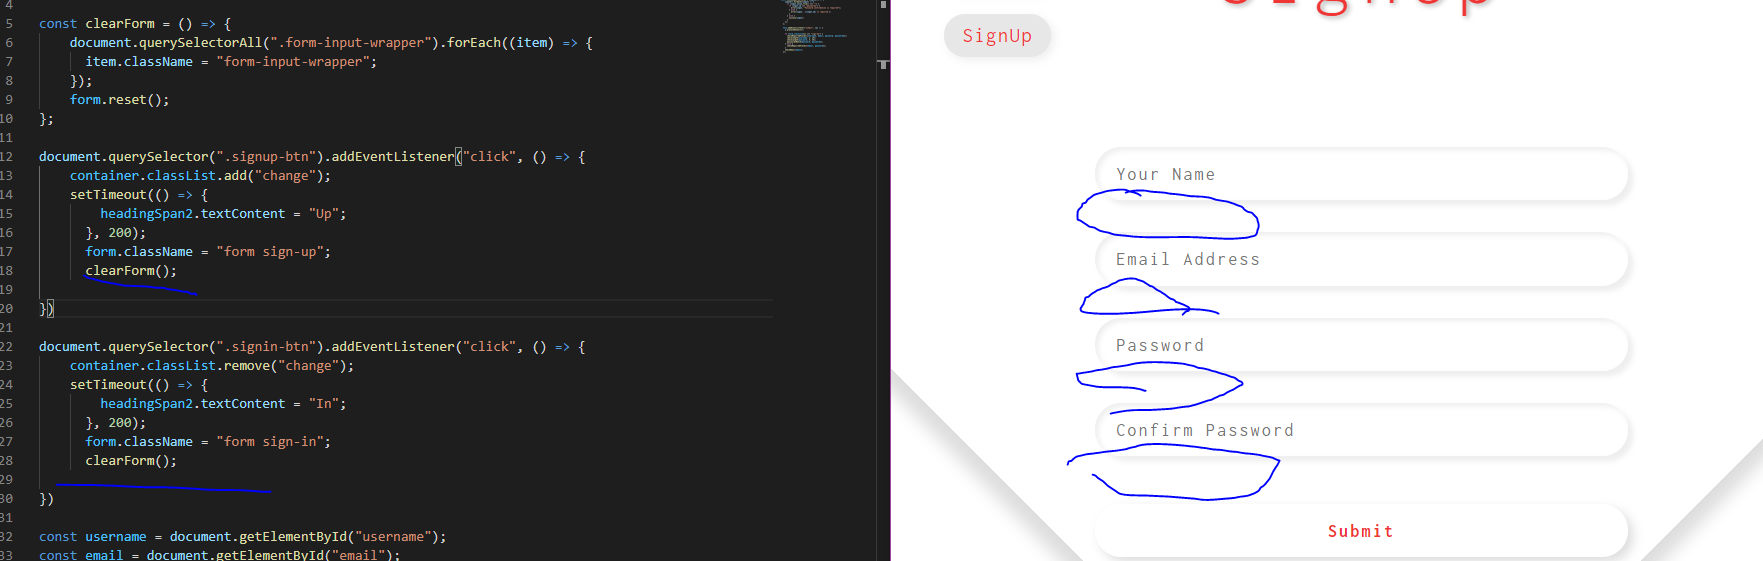 4
5 const clearForm = () => {
6 document.querySelectorAll(".form-input-wrapper").forEach((item) => {
7 item.className = "form-input-wrapper";
8 });
9 form.reset();
10 };
11
12 document.querySelector(".signup-btn").addEventListener("click", () => {
13 container.classList.add("change");
14 setTimeout(() => {
15 headingSpan2.textContent = "Up";
16 }, 200);
17 form.className = "form sign-up";
18 clearForm();
19
20 })
21
22 document.querySelector(".signin-btn").addEventListener("click", () => {
23 container.classList.remove("change");
24 setTimeout(() => {
25 headingSpan2.textContent = "In";
26 }, 200);
27 form.className = "form sign-in";
28 clearForm();
29
30 })
31
32 const username = document.getElementById("username");
33 const email = document.getElementById("email");
SignUp
SignUp
Your Name
Email Address
Password
Confirm Password
Submit